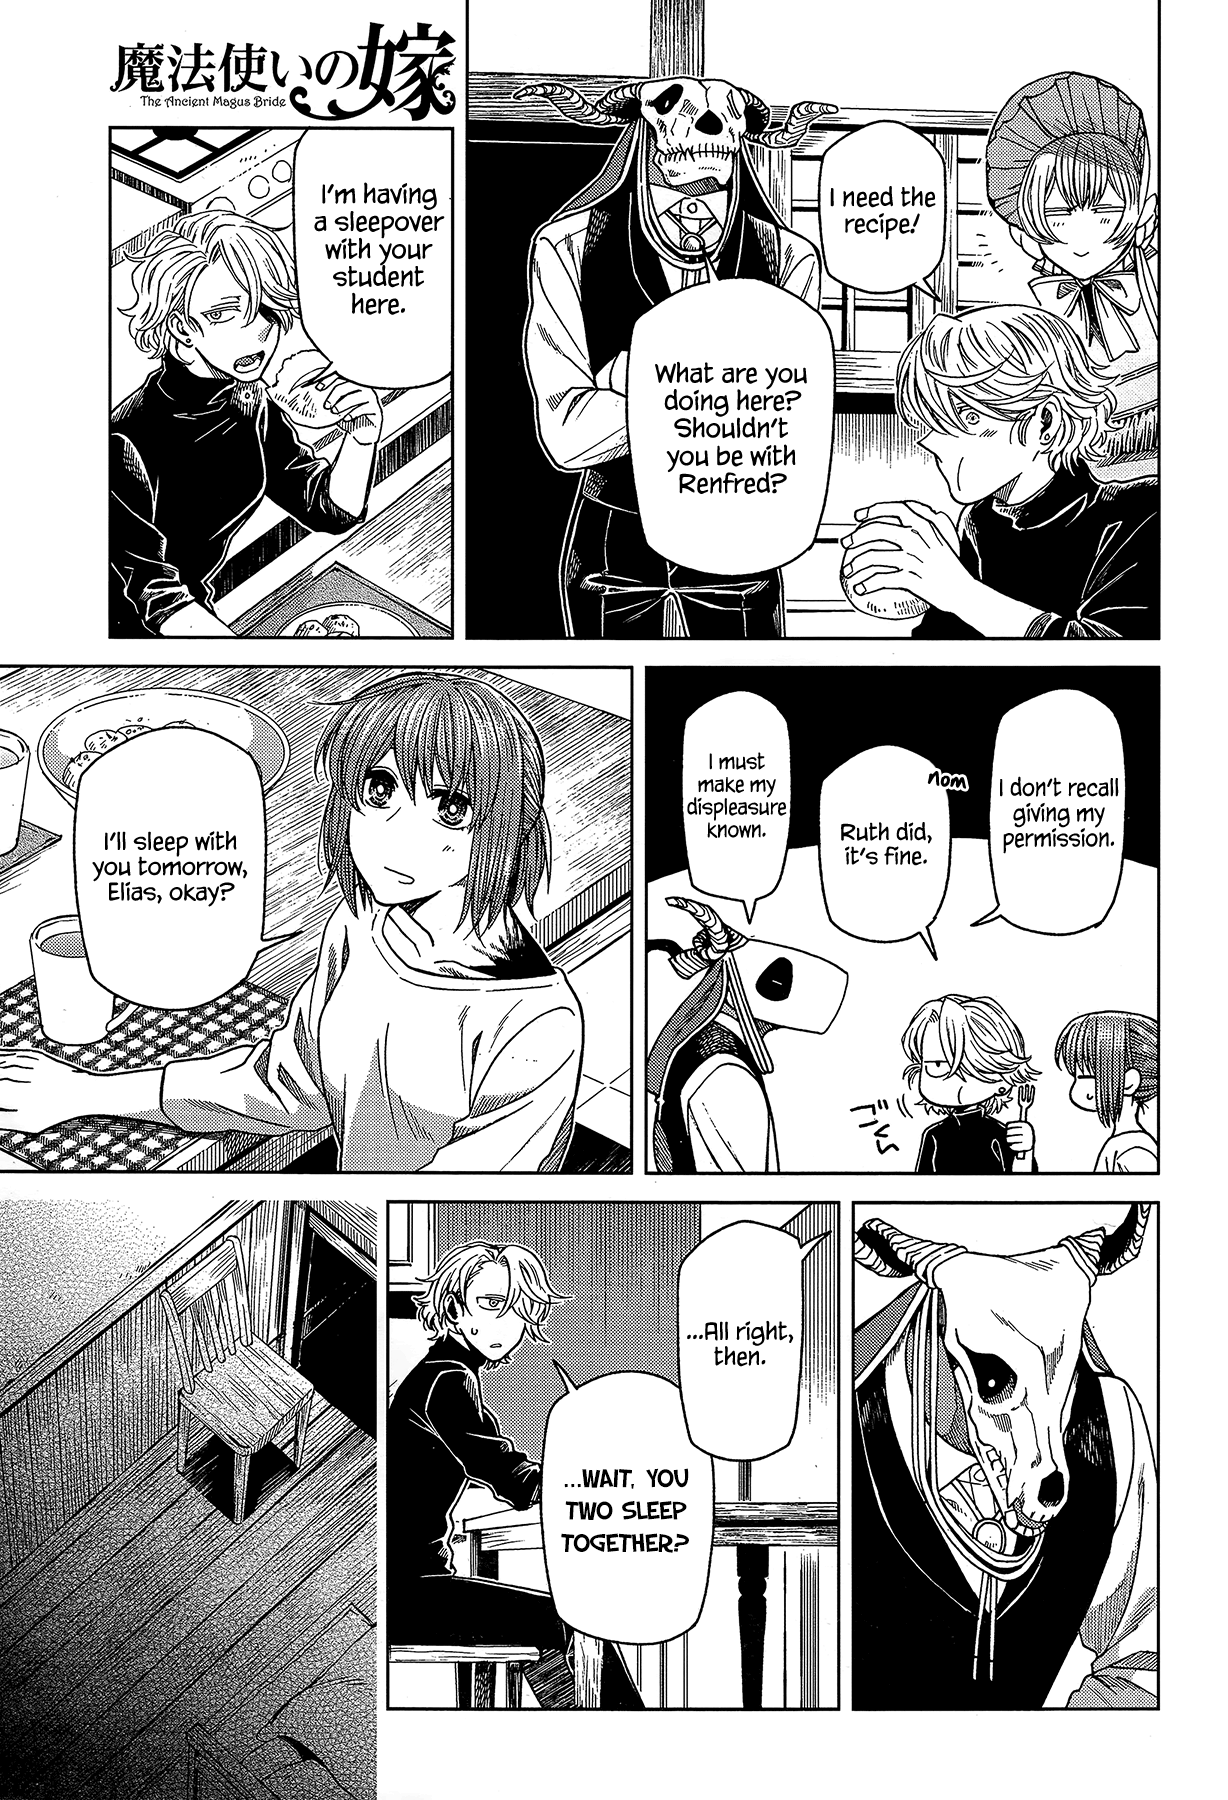 魔法使いの嫁
The Ancient Magus Bride
I need the
recipe!
What are you
doing here?
Shouldn't
you be with
Renfred?
I'm having
a sleepover
with your
student
here.
I don't recall
giving my
permission.
nom
Ruth did,
it's fine.
I must
make my
displeasure
known.
I'll sleep with
you tomorrow,
Elias, okay?
...All right,
then.
...WAIT, YOU
TWO SLEEP
TOGETHER?